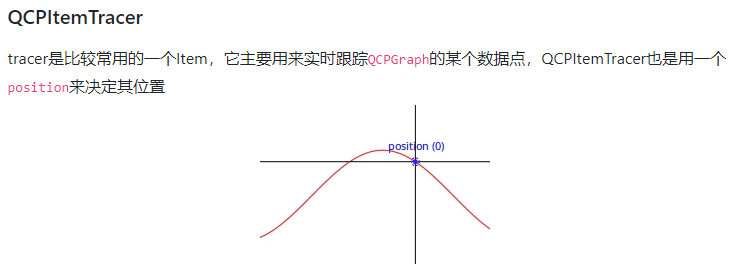 QCPItemTracer
tracer是比较常用的一个Item，它主要用来实时跟踪QCPGraph的某个数据点，QCPItemTracer也是用一个
position来决定其位置
position (0)